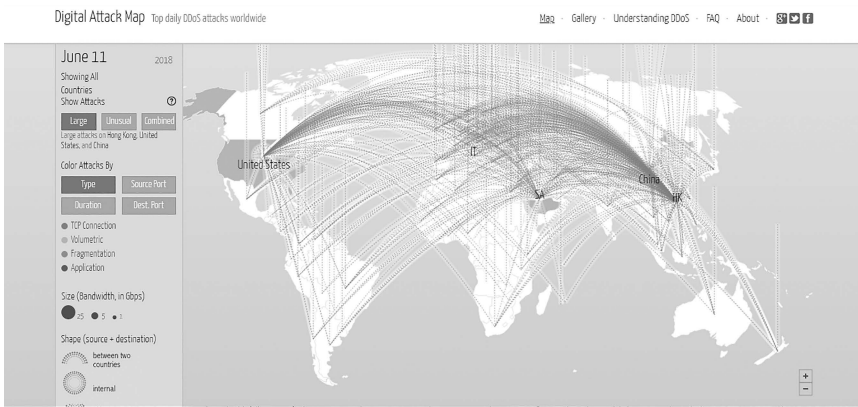 Digital Attack Map Top daily DDoS attacks worldwide
Map · Gallery · Understanding DDoS · FAQ · About ·
June 11 2018
Showing All
Countries
Show Attacks ?
Large Unusual Combined
Large attacks on Hong Kong, United
States, and China
Color Attacks By
Type Source Port
Duration Dest. Port
TCP Connection
Volumetric
Fragmentation
Application
Size (Bandwidth, in Gbps)
25 5 1
Shape (source + destination)
between two
countries
internal
United States
IT
SA
China
HK
+
−